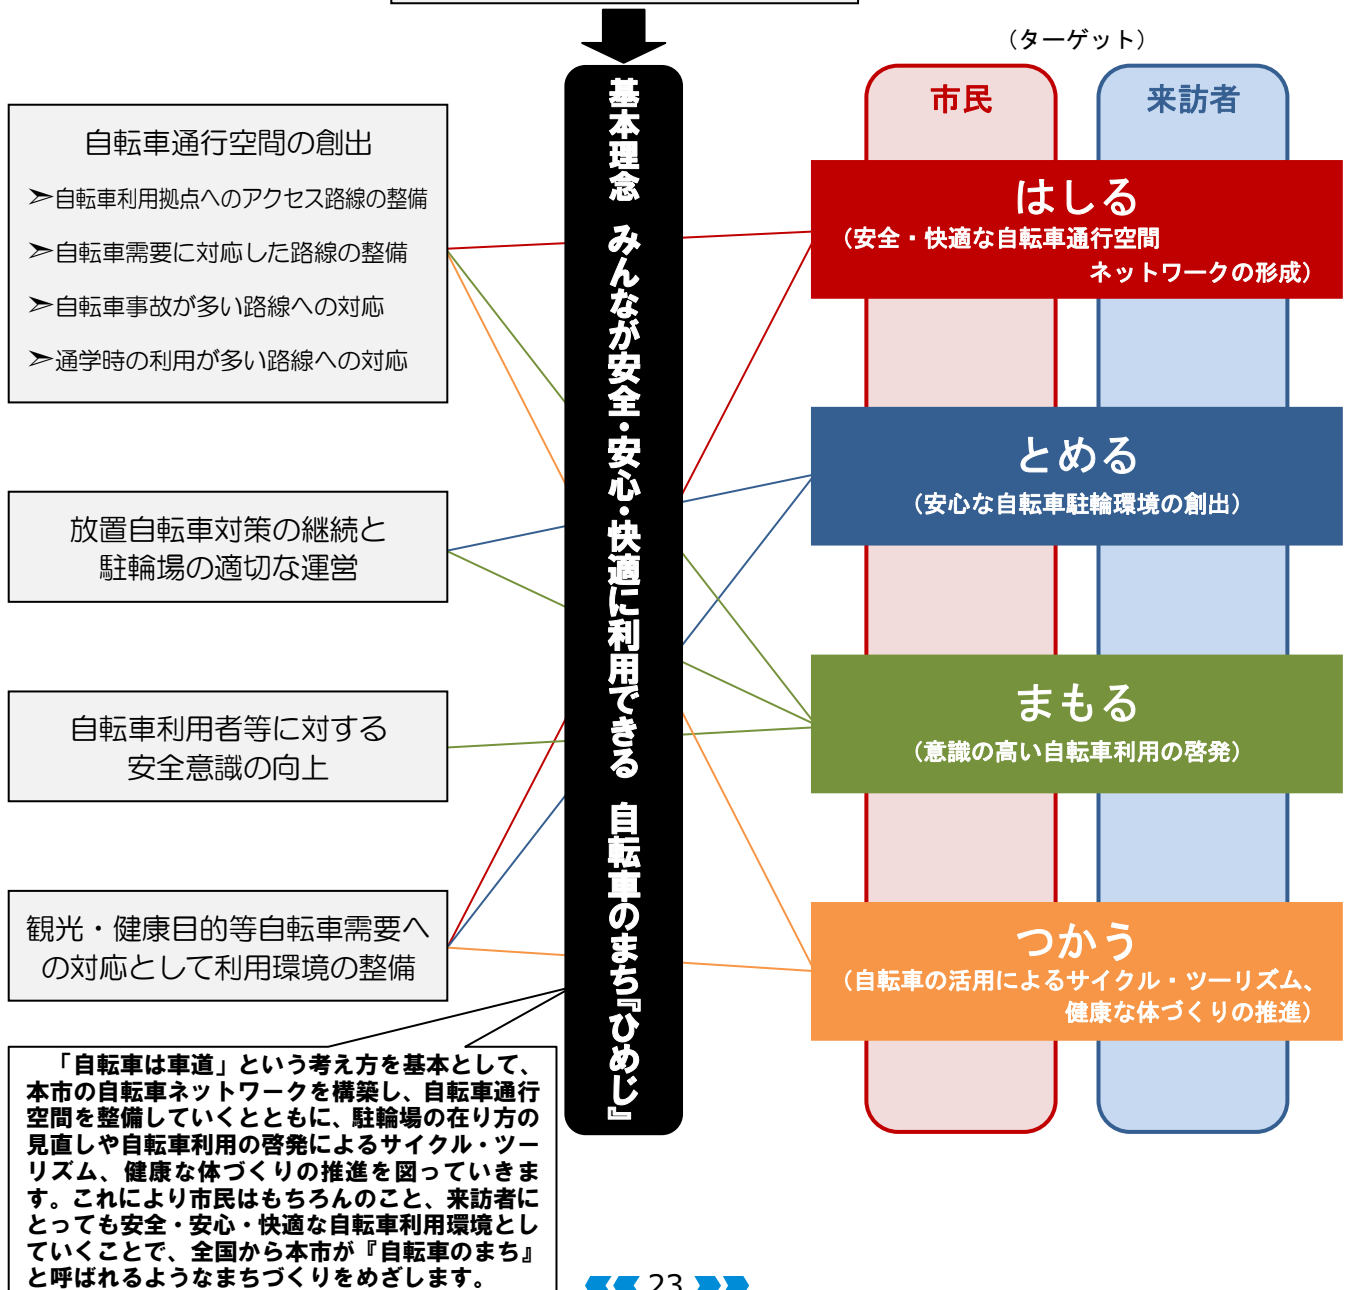 （ターゲット）
市民
来訪者
自転車通行空間の創出
➢自転車利用拠点へのアクセス路線の整備
➢自転車需要に対応した路線の整備
➢自転車事故が多い路線への対応
➢通学時の利用が多い路線への対応
放置自転車対策の継続と
駐輪場の適切な運営
自転車利用者等に対する
安全意識の向上
観光・健康目的等自転車需要へ
の対応として利用環境の整備
基本理念　みんなが安全・安心・快適に利用できる　自転車のまち『ひめじ』
はしる
（安全・快適な自転車通行空間
ネットワークの形成）
とめる
（安心な自転車駐輪環境の創出）
まもる
（意識の高い自転車利用の啓発）
つかう
（自転車の活用によるサイクル・ツーリズム、
健康な体づくりの推進）
「自転車は車道」という考え方を基本として、
本市の自転車ネットワークを構築し、自転車通行
空間を整備していくとともに、駐輪場の在り方の
見直しや自転車利用の啓発によるサイクル・ツー
リズム、健康な体づくりの推進を図っていきま
す。これにより市民はもちろんのこと、来訪者に
とっても安全・安心・快適な自転車利用環境とし
ていくことで、全国から本市が『自転車のまち』
と呼ばれるようなまちづくりをめざします。
23